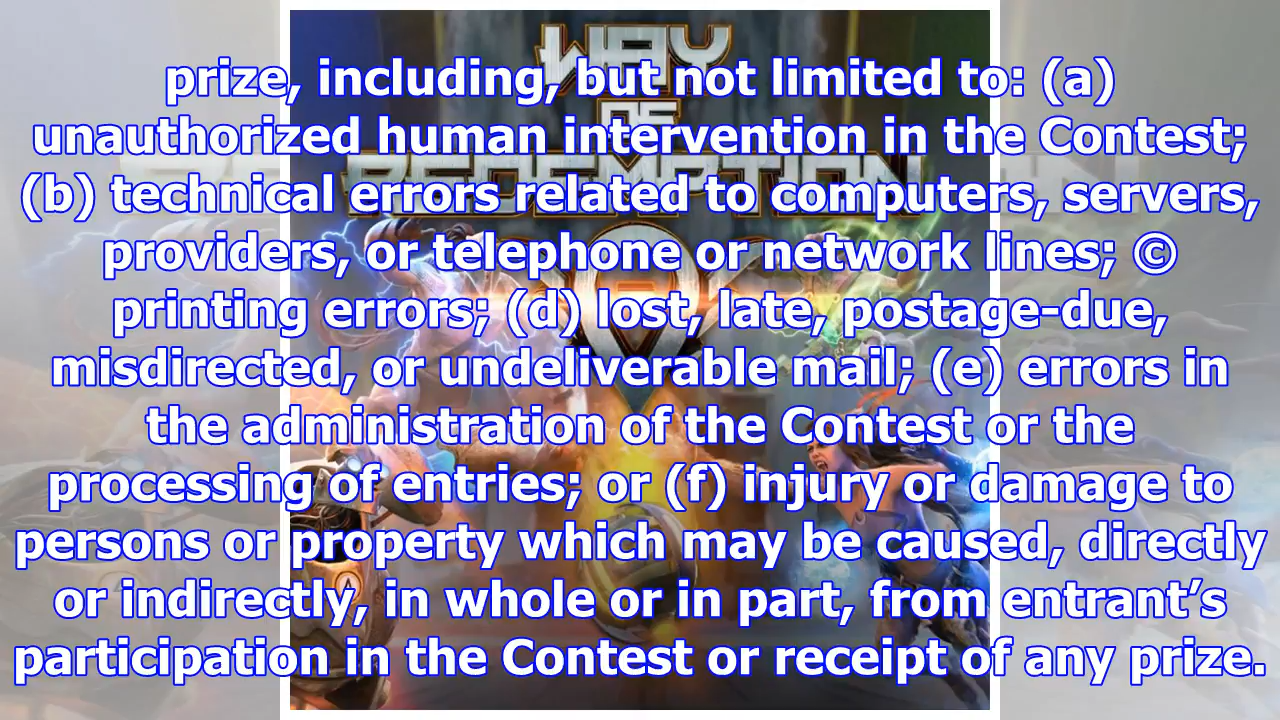 WAY
OF
REDEMPTION
prize, including, but not limited to: (a)
unauthorized human intervention in the Contest;
(b) technical errors related to computers, servers,
providers, or telephone or network lines; ©
printing errors; (d) lost, late, postage-due,
misdirected, or undeliverable mail; (e) errors in
the administration of the Contest or the
processing of entries; or (f) injury or damage to
persons or property which may be caused, directly
or indirectly, in whole or in part, from entrant’s
participation in the Contest or receipt of any prize.